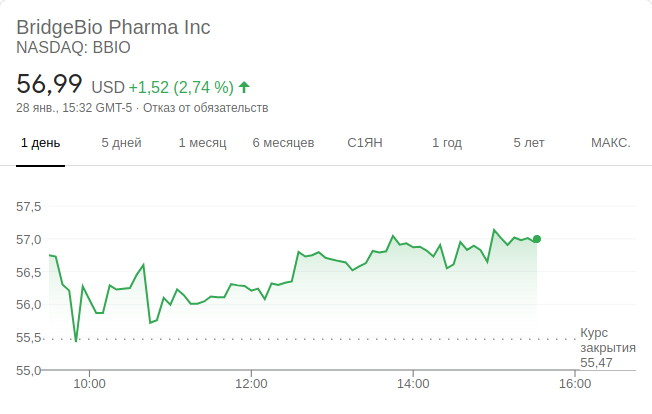 BridgeBio Pharma Inc
NASDAQ: BBIO
56,99 USD +1,52 (2,74 %)
28 янв., 15:32 GMT-5 · Отказ от обязательств
1 день 5 дней 1 месяц 6 месяцев С1ЯН 1 год 5 лет МАКС.
57,5
57,0
56,5
56,0
55,5
55,0
Курс
закрытия
55,47
10:00 12:00 14:00 16:00